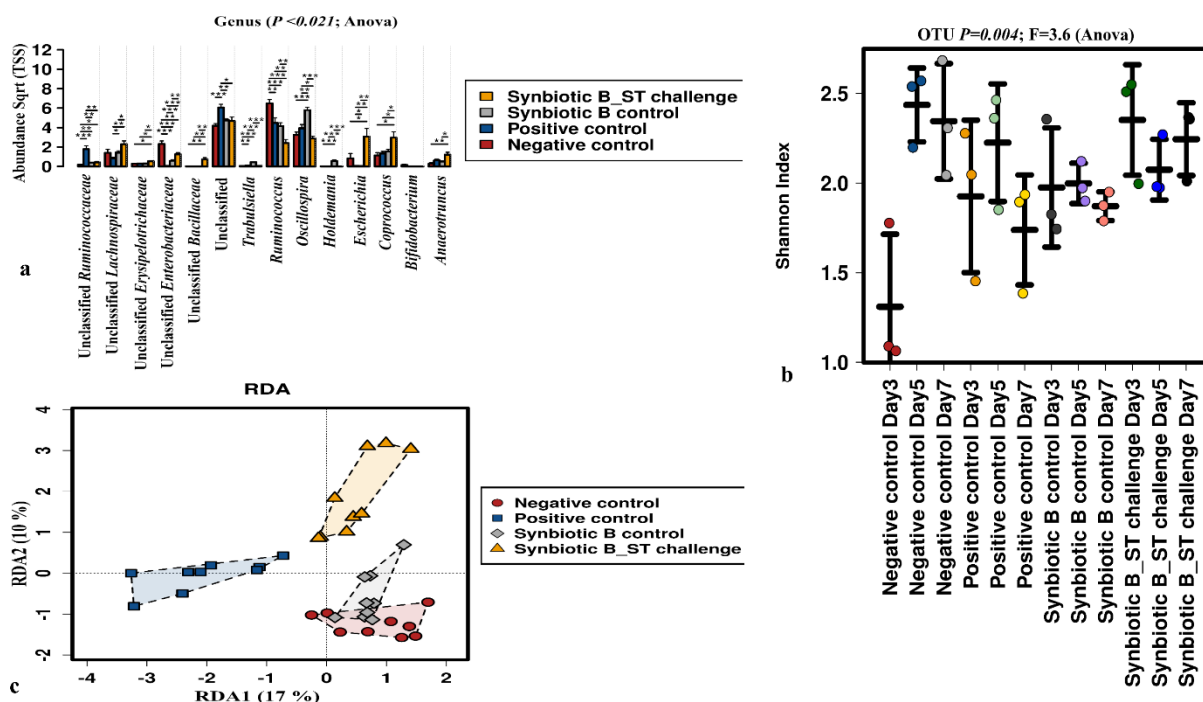 Genus (P <0.021; Anova)
Abundance Sqrt (TSS)
12
10
8
6
4
2
0
Unclassified Ruminococcaceae
Unclassified Lachnospiraceae
Unclassified Erysipelorichaceae
Unclassified Enterobacteriaceae
Unclassified Bacillaceae
Unclassified
Trabulsiella
Ruminococcus
Oscillospira
Holdemania
Escherichia
Coprococcus
Bifidobacterium
Anaerotruncus
a
Synbiotic B_ST challenge
Synbiotic B control
Positive control
Negative control
OTU P=0.004; F=3.6 (Anova)
Shannon Index
2.5
2.0
1.5
1.0
b
Negative control Day3
Negative control Day5
Negative control Day7
Positive control Day3
Positive control Day5
Positive control Day7
Synbiotic B control Day3
Synbiotic B control Day5
Synbiotic B control Day7
Synbiotic B_ST challenge Day3
Synbiotic B_ST challenge Day5
Synbiotic B_ST challenge Day7
RDA
RDA2 (10 %)
4
3
2
1
0
-1
-2
-4
-3
-2
-1
0
1
2
RDA1 (17 %)
c
Negative control
Positive control
Synbiotic B control
Synbiotic B_ST challenge